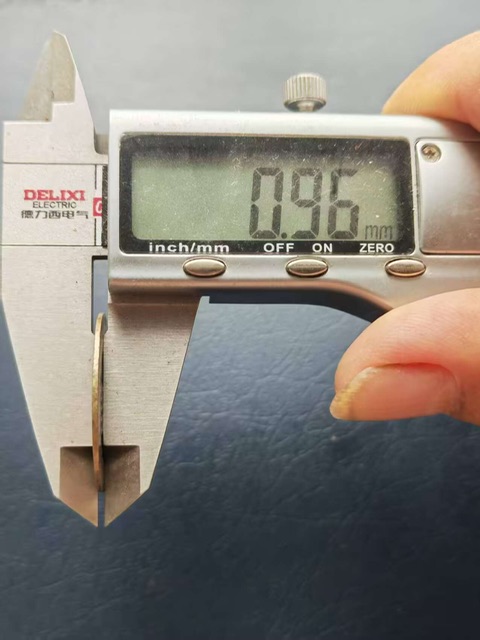 0.96 mm
DELIXI
ELECTRIC
德力西电气
inch/mm OFF ON ZERO